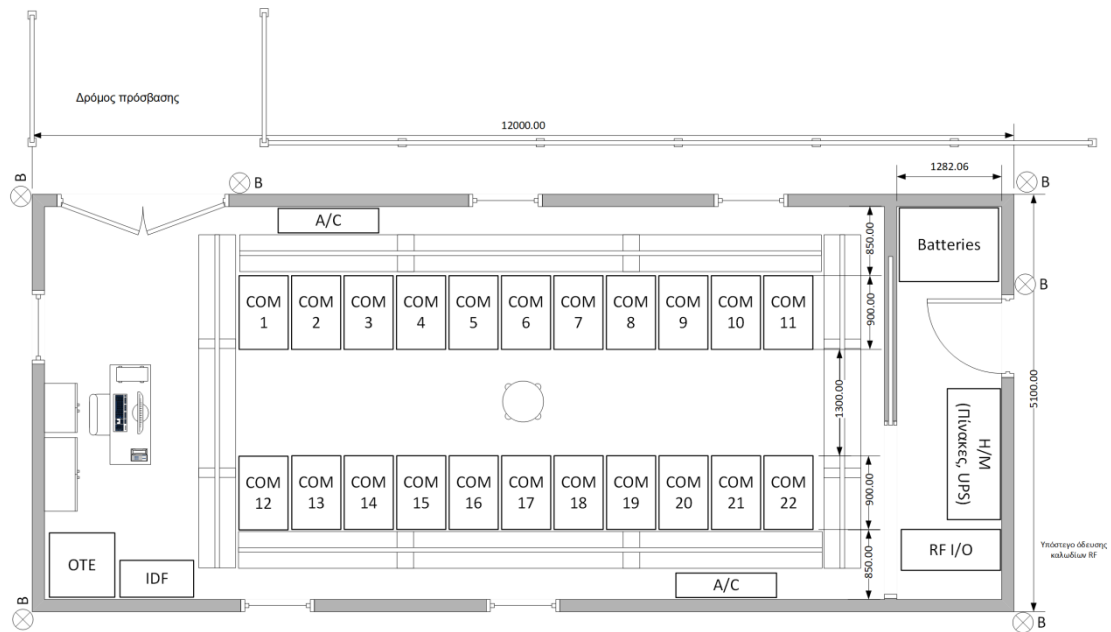 Δρόμος πρόσβασης
12000.00
1282.06
B
B
B
A/C
850.00
Batteries
B
COM
1
COM
2
COM
3
COM
4
COM
5
COM
6
COM
7
COM
8
COM
9
COM
10
COM
11
900.00
1300.00
5100.00
H/M
(Πίνακες, UPS)
COM
12
COM
13
COM
14
COM
15
COM
16
COM
17
COM
18
COM
19
COM
20
COM
21
COM
22
900.00
OTE
IDF
A/C
850.00
RF I/O
Υπόστεγο όδευσης
καλωδίων RF
B
B